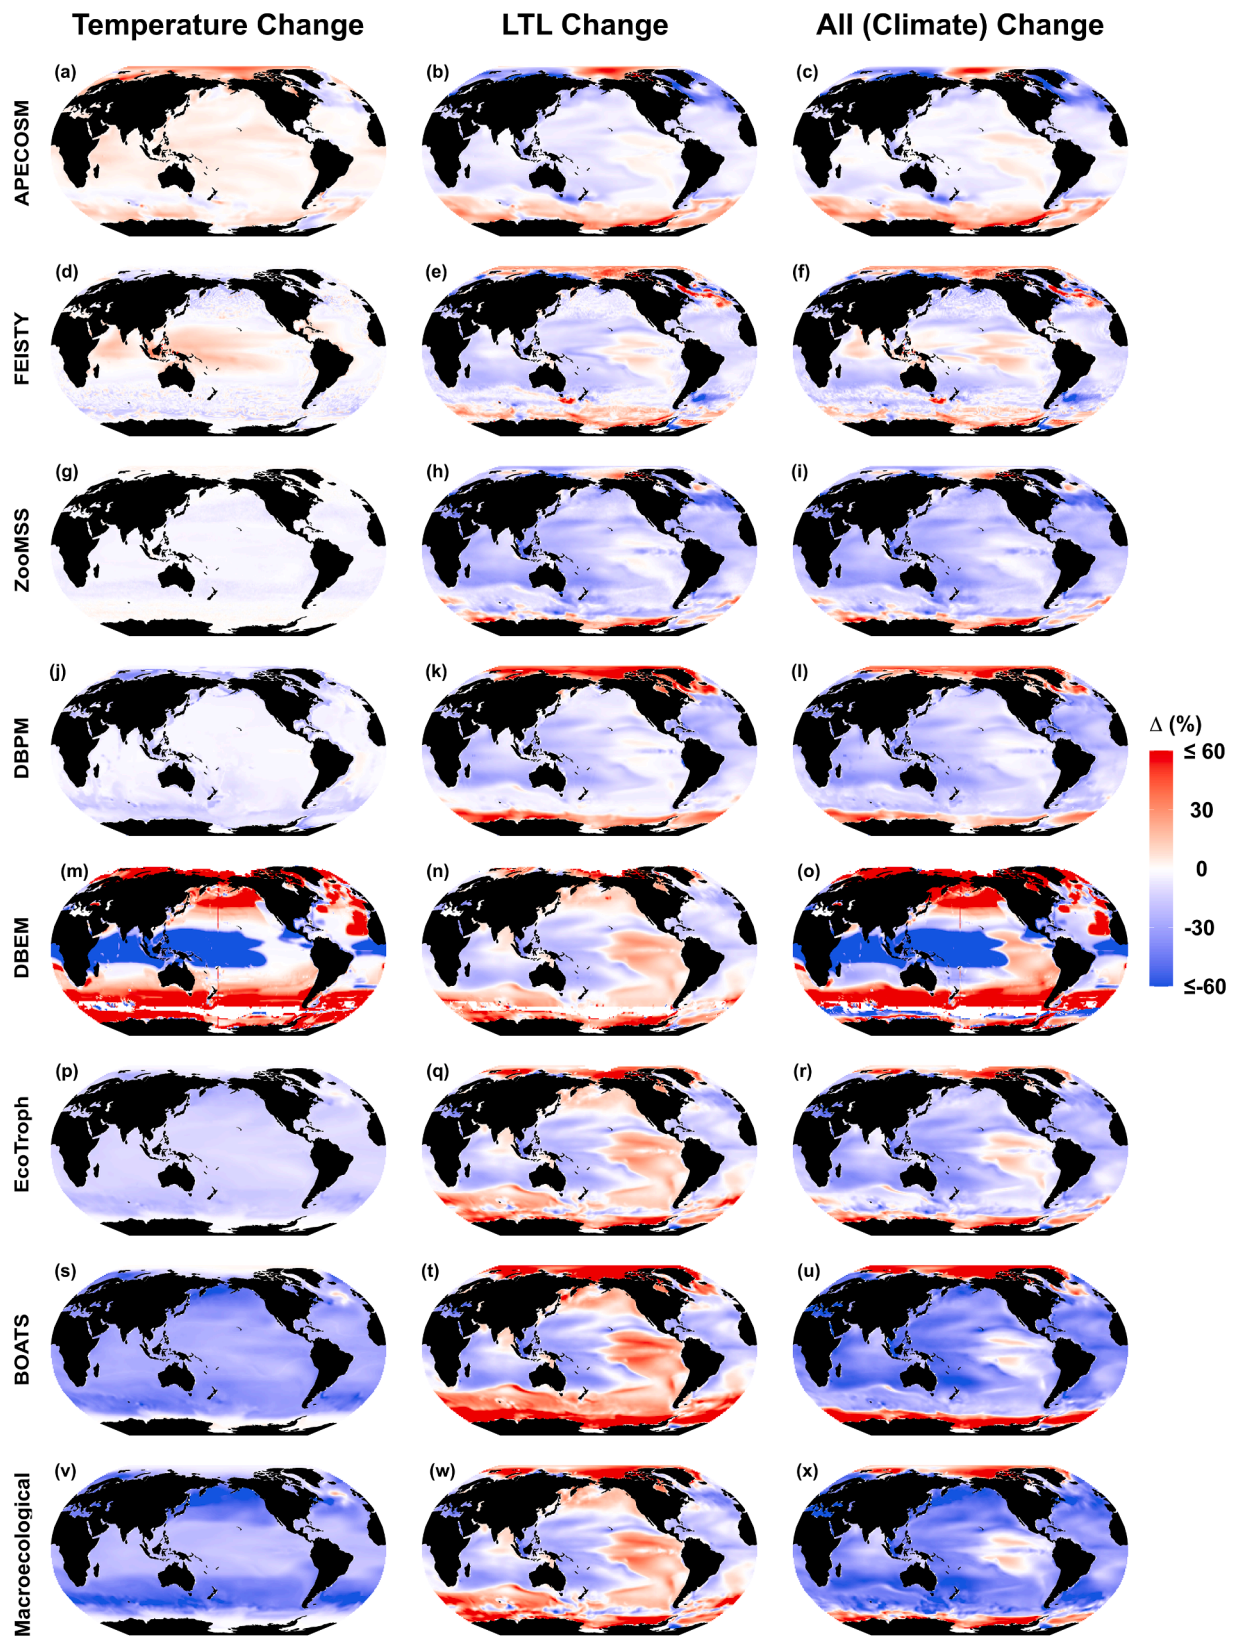 Temperature Change LTL Change All (Climate) Change
(a) (b) (c)
APECOSM
(d) (e) (f)
FEISTY
(g) (h) (i)
ZooMSS
(j) (k) (l)
DBPM
Δ (%)
≤ 60
30
0
-30
≤-60
(m) (n) (o)
DBEM
(p) (q) (r)
EcoTroph
(s) (t) (u)
BOATS
(v) (w) (x)
Macroecological